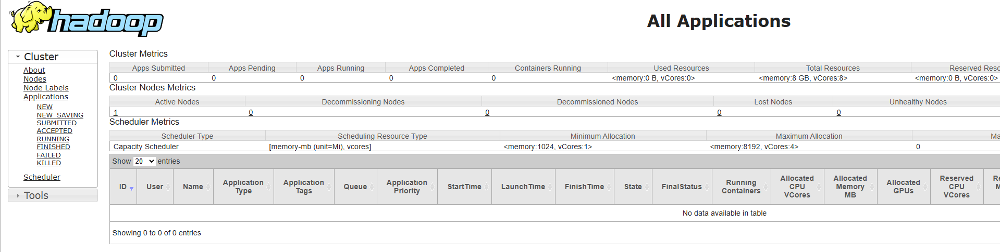 hadoop
All Applications
Cluster
About
Nodes
Node Labels
Applications
NEW
NEW_SAVING
SUBMITTED
ACCEPTED
RUNNING
FINISHED
FAILED
KILLED
Scheduler
Tools
Cluster Metrics
Apps Submitted Apps Pending Apps Running Apps Completed Containers Running Used Resources Total Resources Reserved
0 0 0 0 0 <memory:0 B, vCores:0> <memory:8 GB, vCores:8> <memory:0 B, vCores:0>
Cluster Nodes Metrics
Active Nodes Decommissioning Nodes Decommissioned Nodes Lost Nodes Unhealthy Nodes
1 0 0 0 0
Scheduler Metrics
Scheduler Type Scheduling Resource Type Minimum Allocation Maximum Allocation
Capacity Scheduler [memory-mb (unit=Mi), vcores] <memory:1024, vCores:1> <memory:8192, vCores:4> 0
Show 20 entries
ID User Name Application Type Application Tags Queue Application Priority StartTime LaunchTime FinishTime State FinalStatus Running Containers Allocated CPU VCores Allocated Memory MB Allocated GPUs Reserved CPU VCores
No data available in table
Showing 0 to 0 of 0 entries